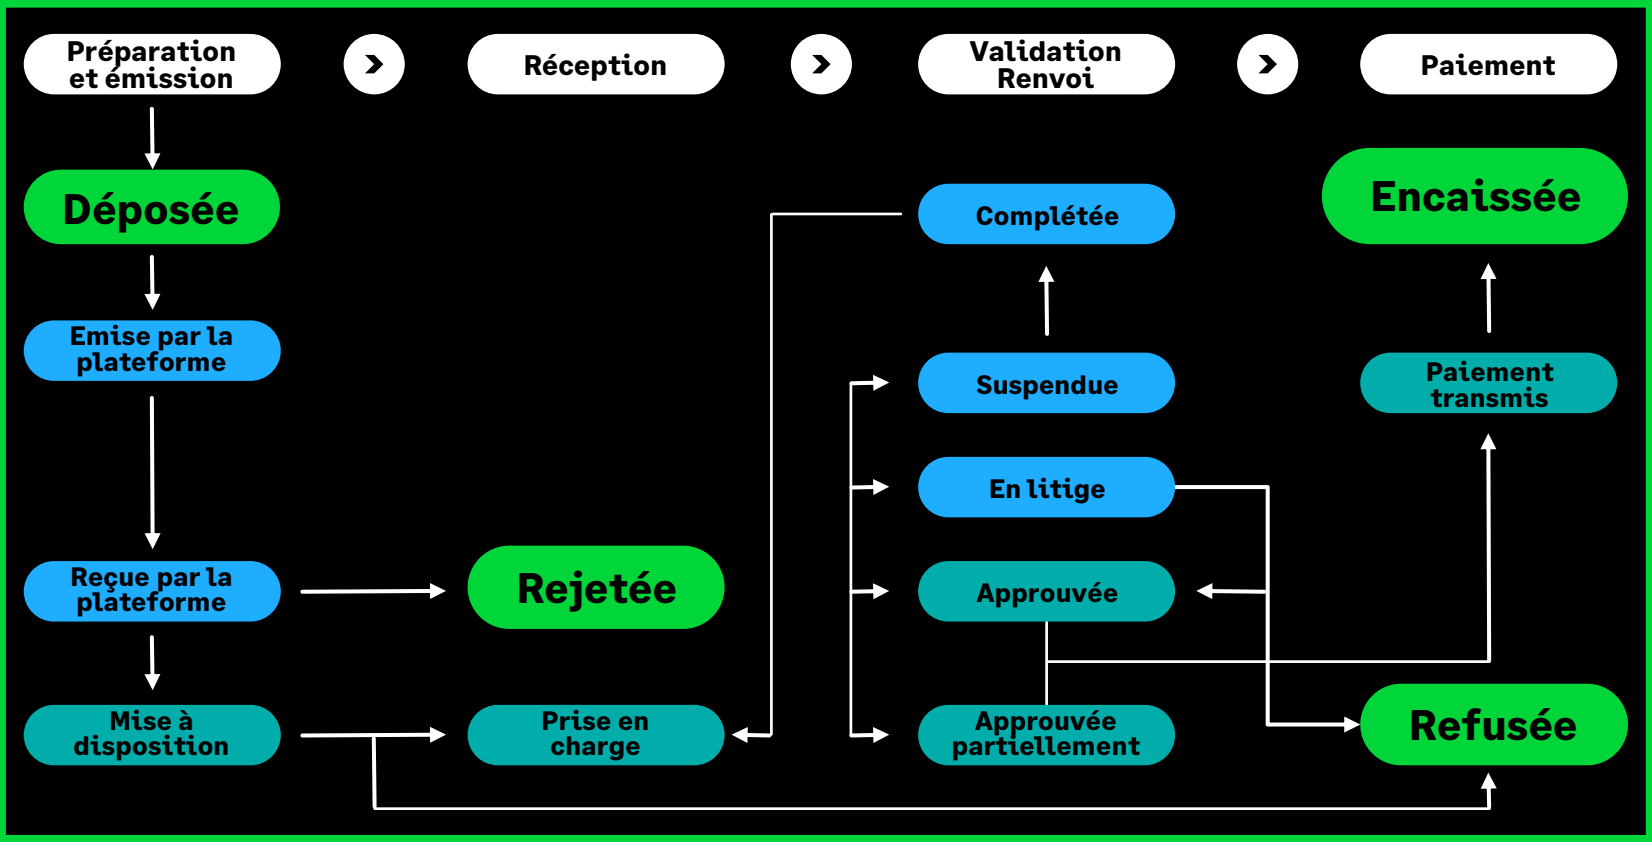 Préparation
et émission
Réception
Validation
Renvoi
Paiement
Déposée
Emise par la
plateforme
Reçue par la
plateforme
Mise à
disposition
Rejetée
Prise en
charge
Complétée
Suspendue
En litige
Approuvée
Approuvée
partiellement
Encaissée
Paiement
transmis
Refusée